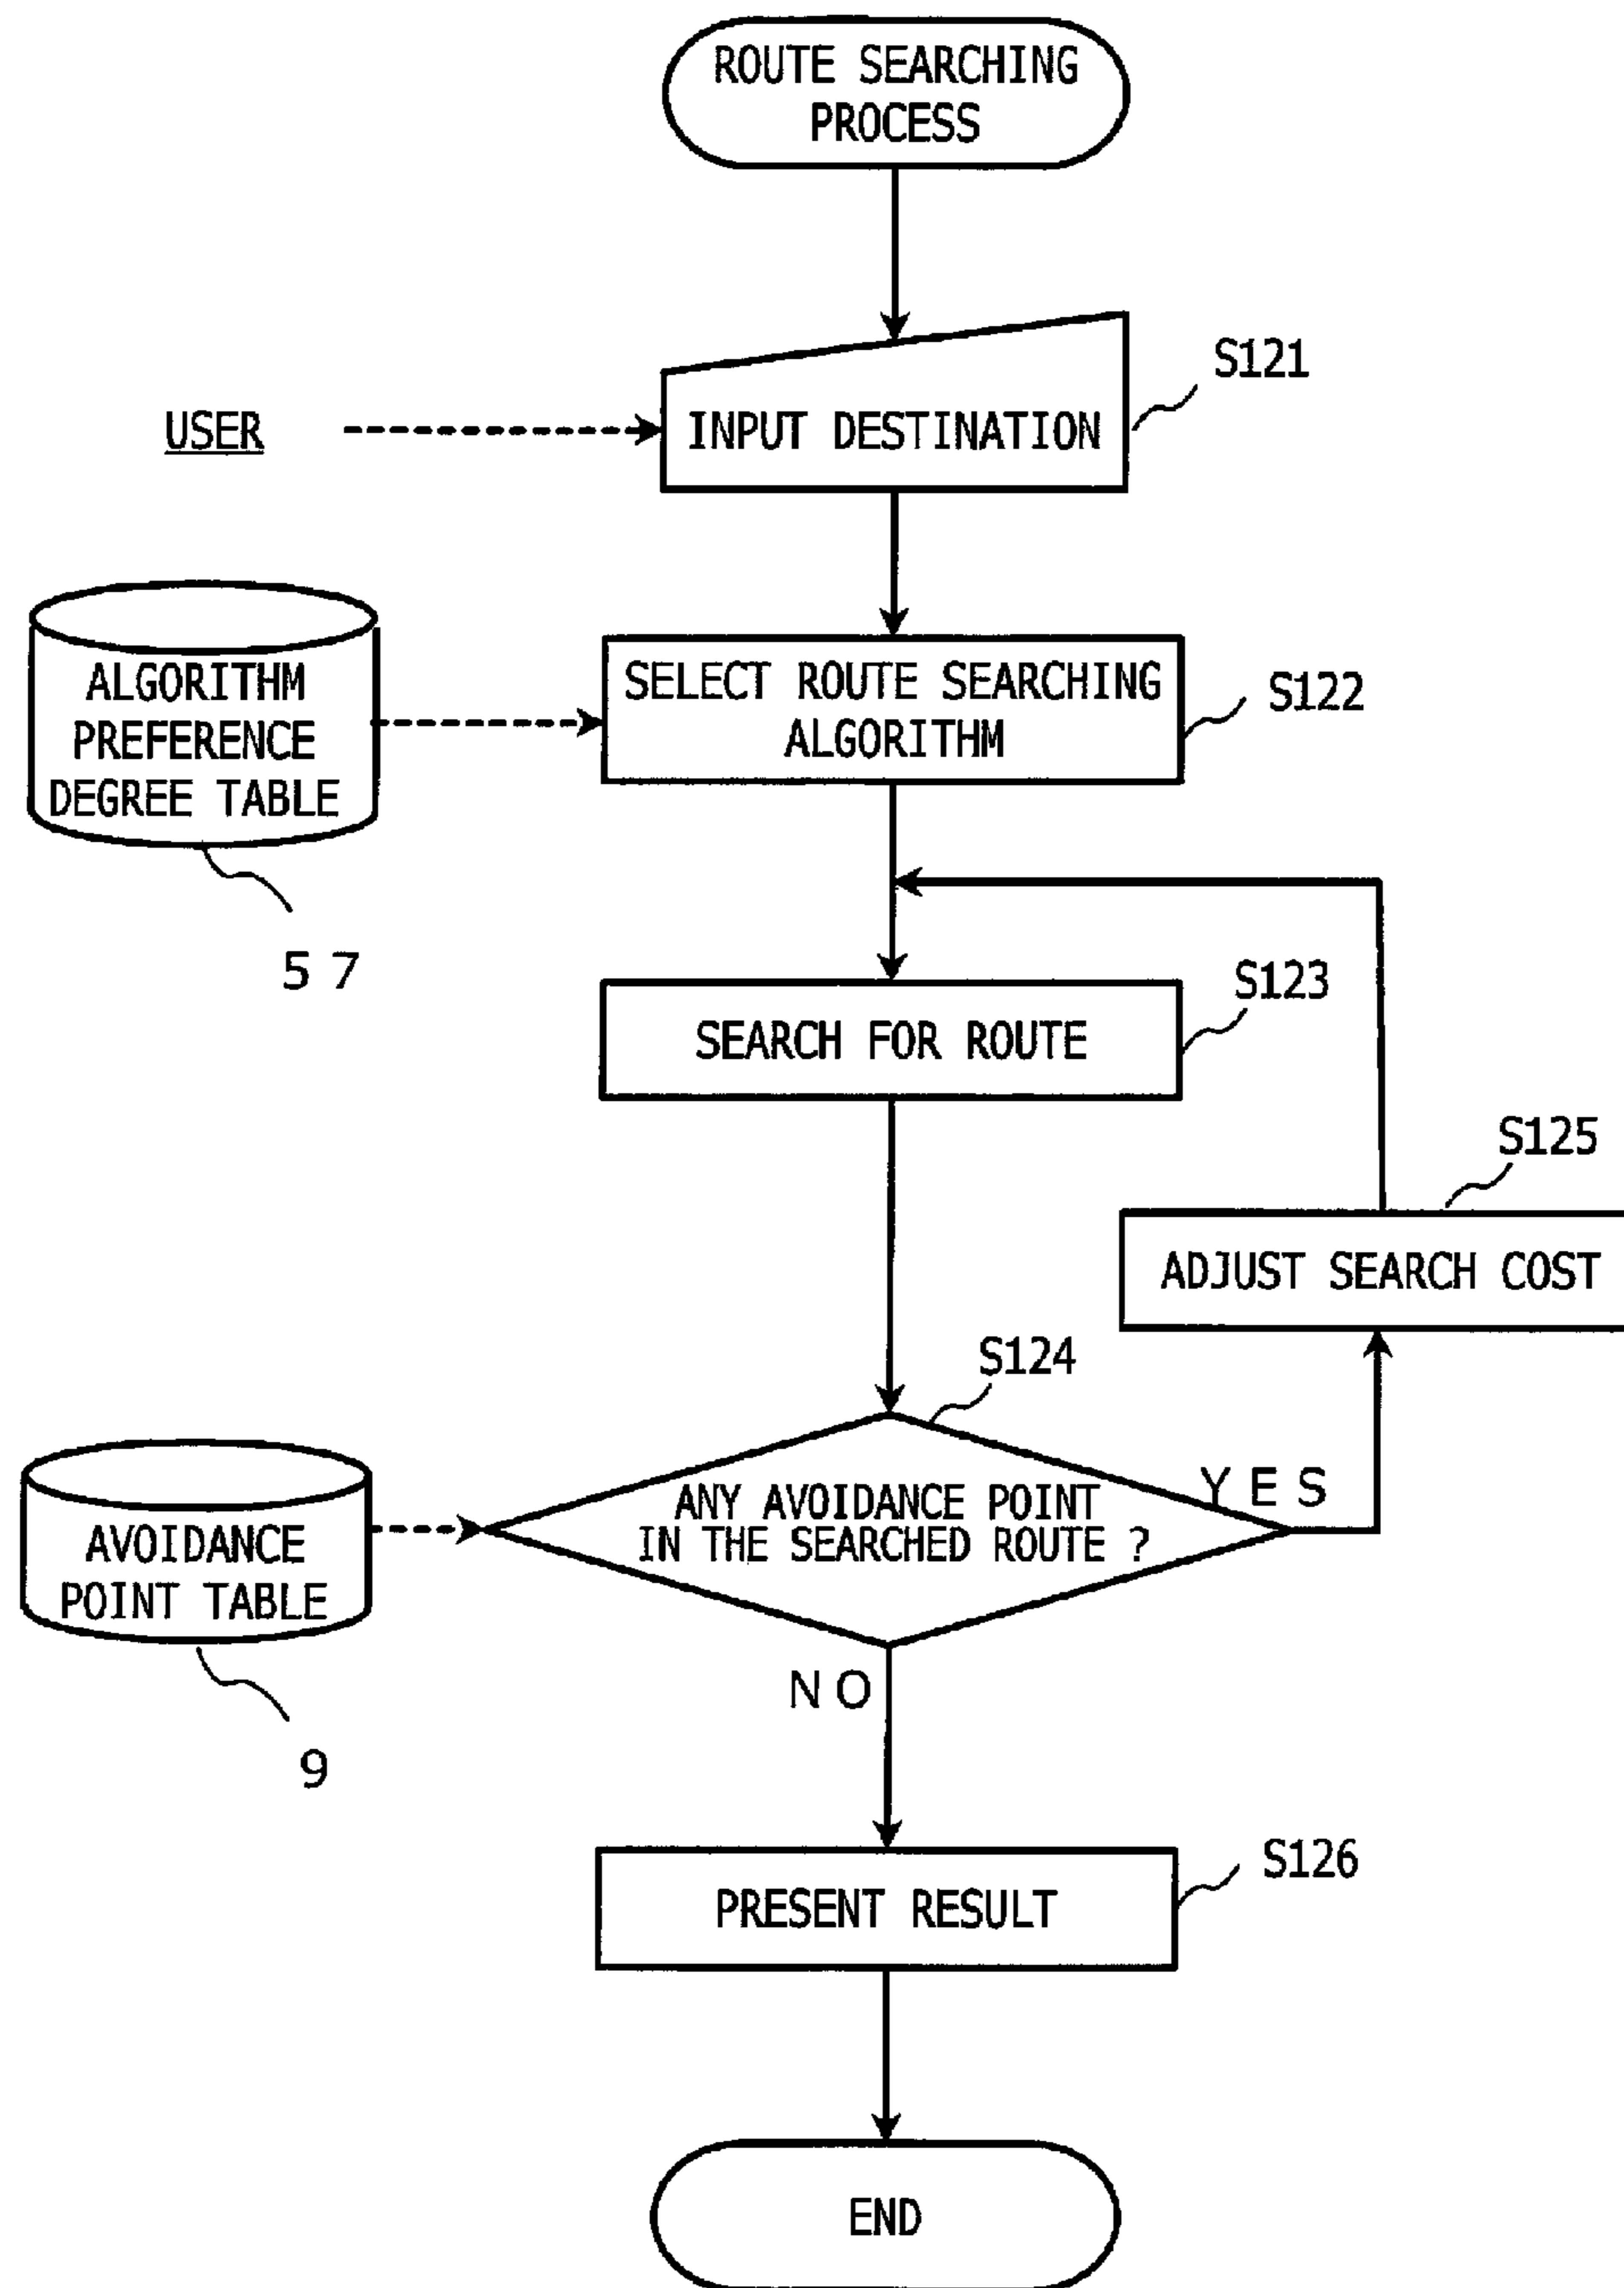 ROUTE SEARCHING
PROCESS
S121
USER
INPUT DESTINATION
ALGORITHM
PREFERENCE
DEGREE TABLE
SELECT ROUTE SEARCHING
ALGORITHM
S122
57
S123
SEARCH FOR ROUTE
S125
ADJUST SEARCH COST
S124
ANY AVOIDANCE POINT
IN THE SEARCHED ROUTE ?
YES
AVOIDANCE
POINT TABLE
NO
9
S126
PRESENT RESULT
END